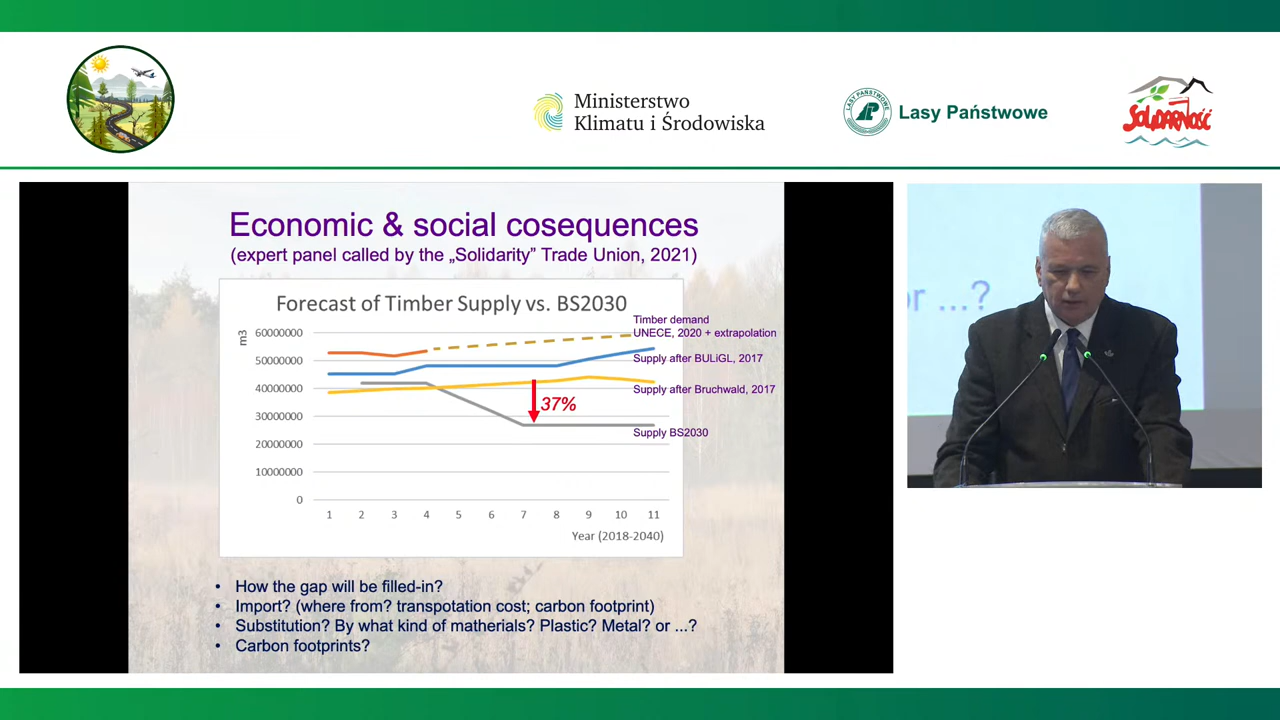 Ministerstwo
Klimatu i Środowiska
LASY PAŃSTWOWE
Lasy Państwowe
SOLIDARNOŚĆ
Economic & social cosequences
(expert panel called by the „Solidarity” Trade Union, 2021)
Forecast of Timber Supply vs. BS2030
m3
60000000
50000000
40000000
30000000
20000000
10000000
0
1 2 3 4 5 6 7 8 9 10 11
Year (2018-2040)
Timber demand
UNECE, 2020 + extrapolation
Supply after BULiGL, 2017
Supply after Bruchwald, 2017
37%
Supply BS2030
• How the gap will be filled-in?
• Import? (where from? transpotation cost; carbon footprint)
• Substitution? By what kind of matherials? Plastic? Metal? or ...?
• Carbon footprints?
or ...?